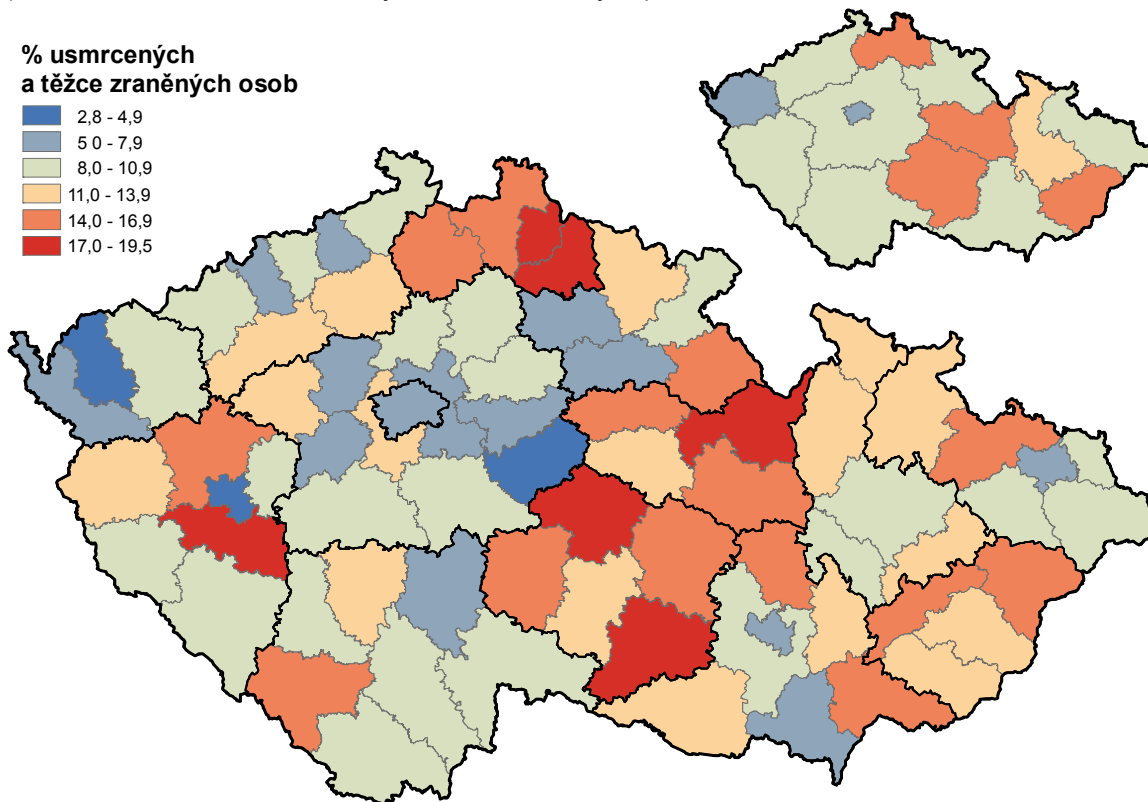 % usmrcených
a těžce zraněných osob
2,8 - 4,9
5 0 - 7,9
8,0 - 10,9
11,0 - 13,9
14,0 - 16,9
17,0 - 19,5